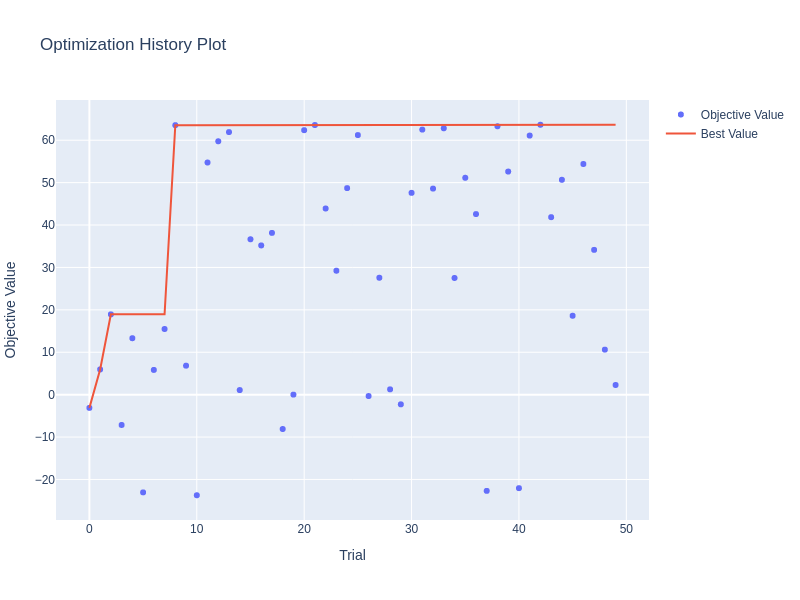 Optimization History Plot
Objective Value
Best Value
60
50
40
30
20
10
0
−10
−20
0 10 20 30 40 50
Trial
Objective Value